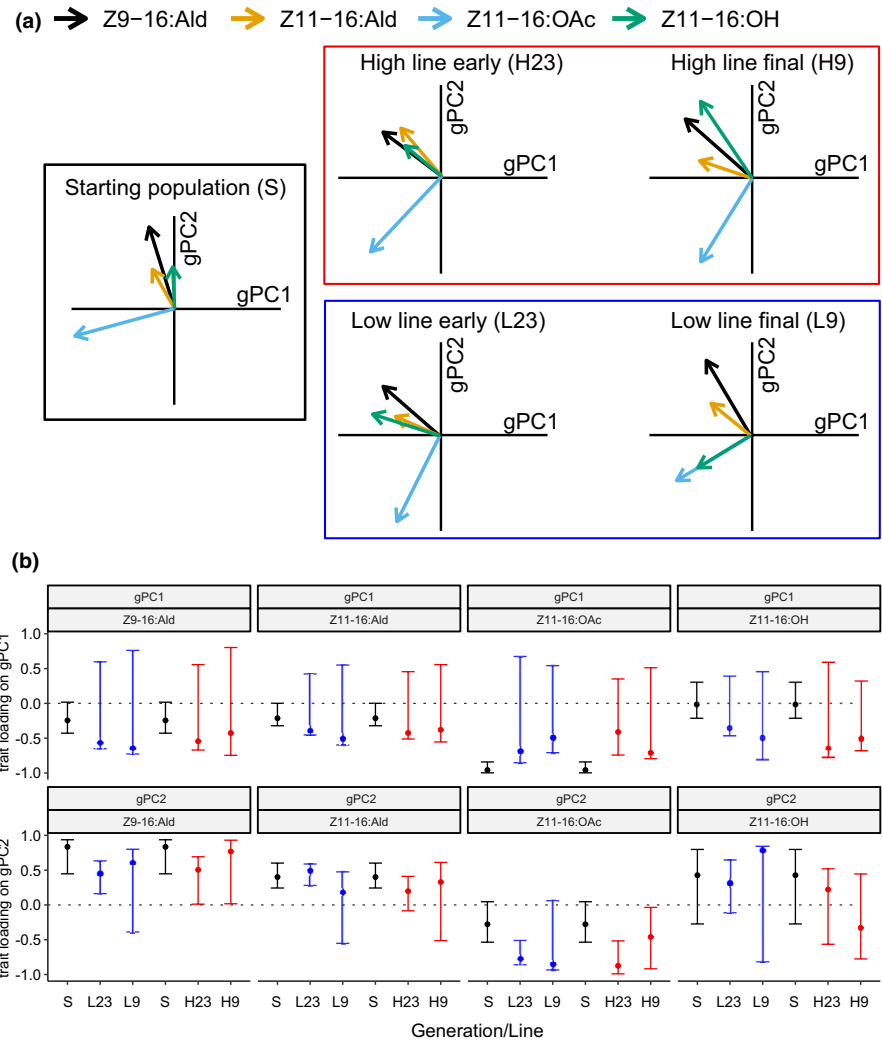 (a) Z9−16:Ald Z11−16:Ald Z11−16:OAc Z11−16:OH
High line early (H23)
gPC2
gPC1
High line final (H9)
gPC2
gPC1
Starting population (S)
gPC2
gPC1
Low line early (L23)
gPC2
gPC1
Low line final (L9)
gPC2
gPC1
(b)
gPC1 gPC1 gPC1 gPC1
Z9-16:Ald Z11-16:Ald Z11-16:OAc Z11-16:OH
trait loading on gPC1
1.0
0.5
0.0
-0.5
-1.0
gPC2 gPC2 gPC2 gPC2
Z9-16:Ald Z11-16:Ald Z11-16:OAc Z11-16:OH
trait loading on gPC2
1.0
0.5
0.0
-0.5
-1.0
S L23 L9 S H23 H9 S L23 L9 S H23 H9 S L23 L9 S H23 H9 S L23 L9 S H23 H9
Generation/Line